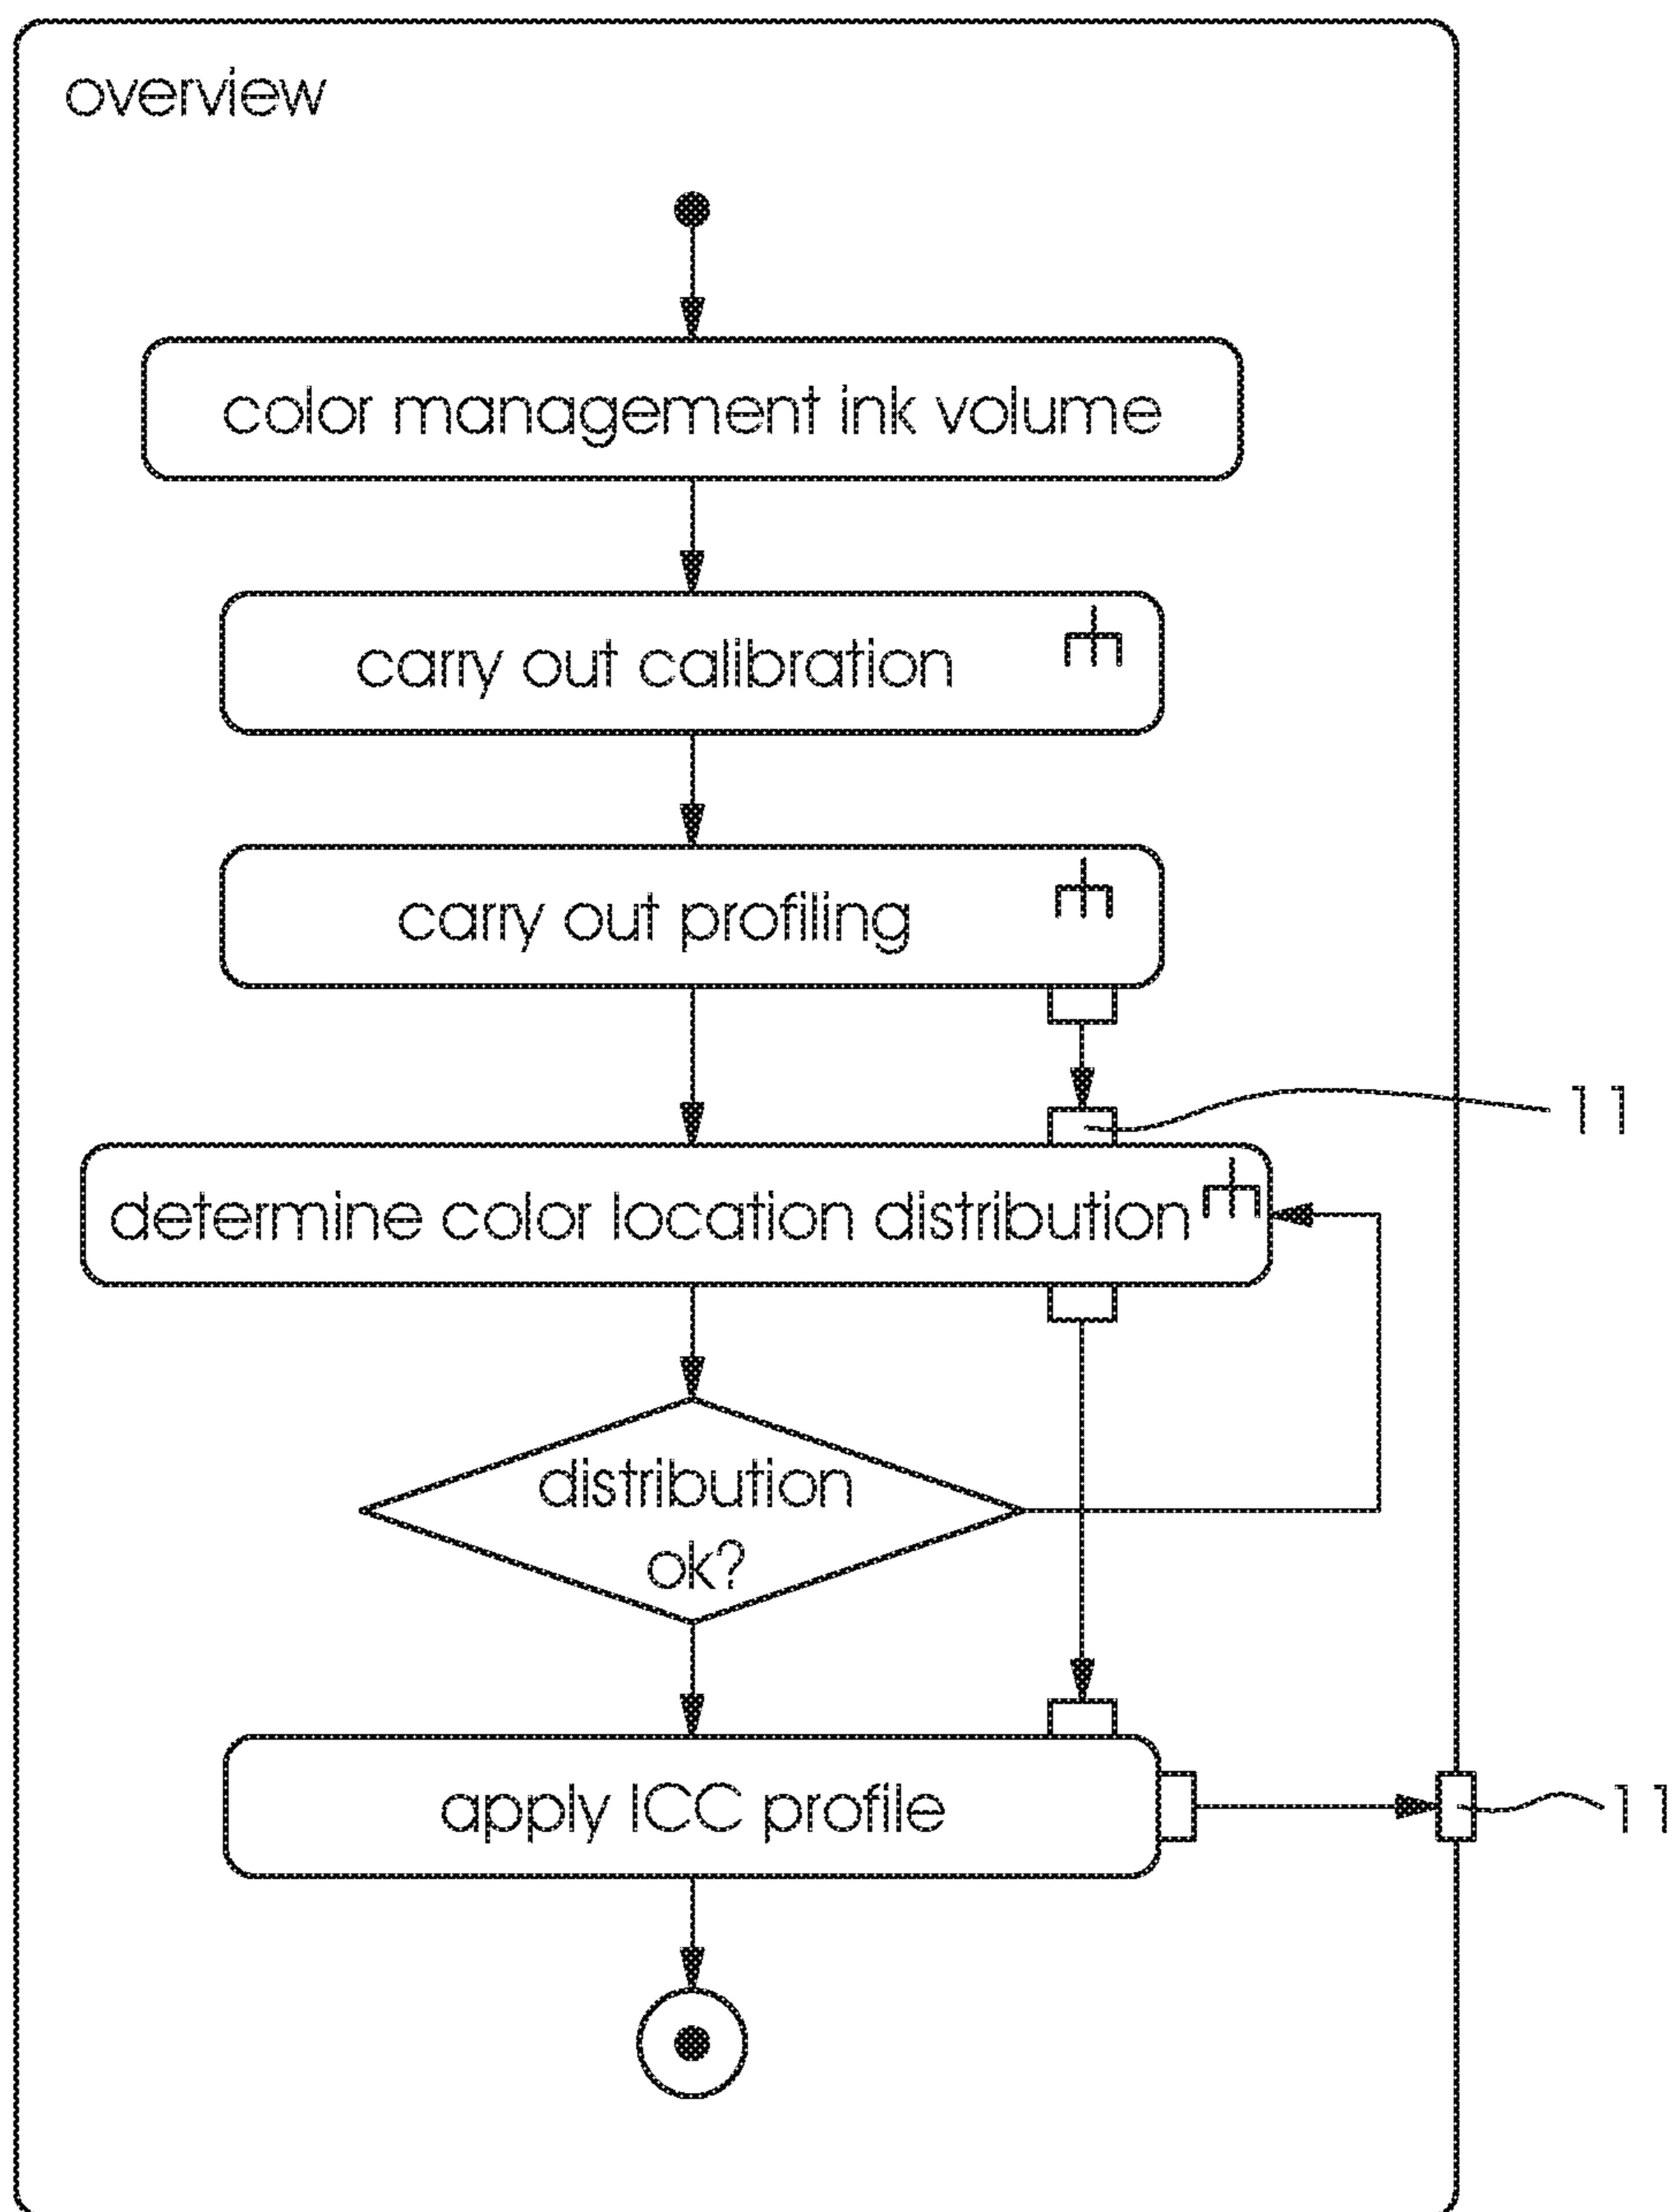 overview
color management ink volume
carry out calibration
carry out profiling
11
determine color location distribution
distribution
ok?
apply ICC profile
11